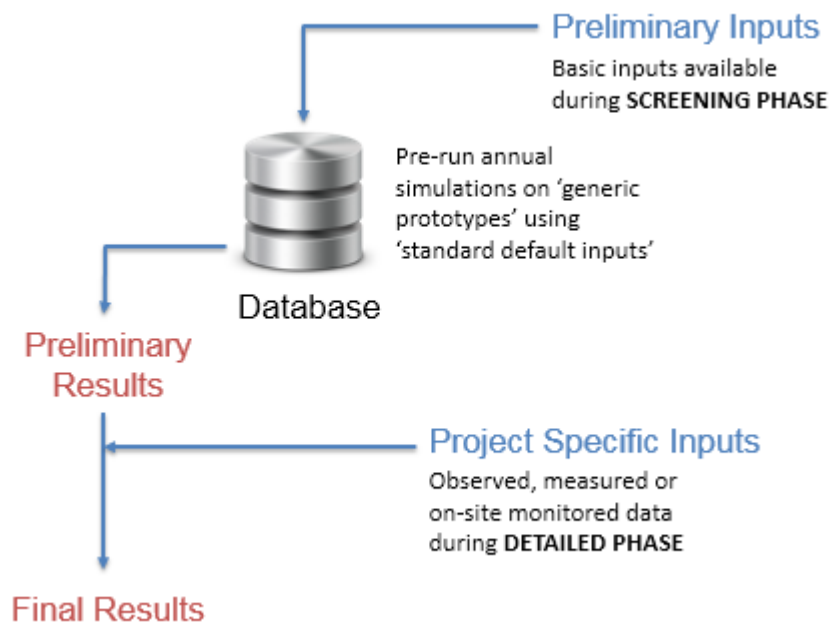 Preliminary Inputs
Basic inputs available
during SCREENING PHASE
Pre-run annual
simulations on ‘generic
prototypes’ using
‘standard default inputs’
Database
Preliminary
Results
Project Specific Inputs
Observed, measured or
on-site monitored data
during DETAILED PHASE
Final Results